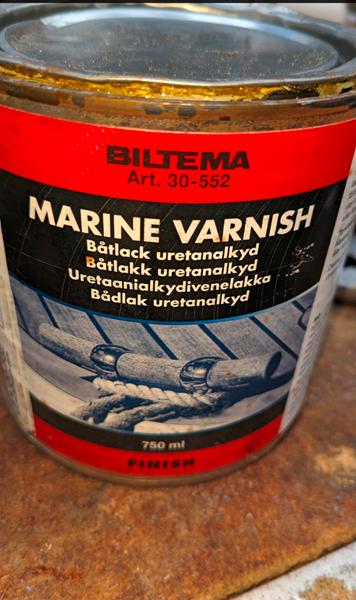 BILTEMA
Art. 30-552
MARINE VARNISH
Båtlack uretanalkyd
Båtlakk uretanalkyd
Uretaanialkydivenelakka
Bådlak uretanalkyd
750 ml
FINISH